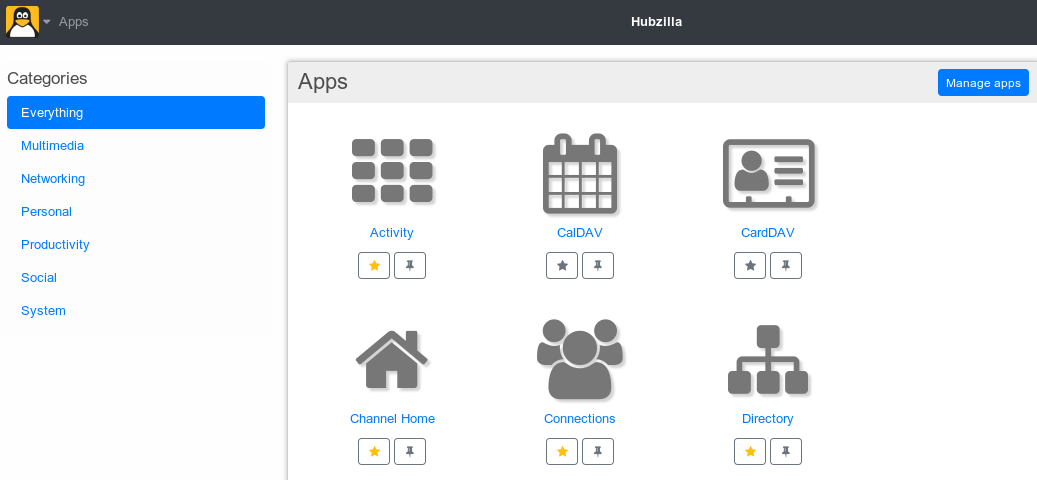 Apps
Hubzilla
Categories
Everything
Multimedia
Networking
Personal
Productivity
Social
System
Apps
Manage apps
Activity
CalDAV
CardDAV
Channel Home
Connections
Directory